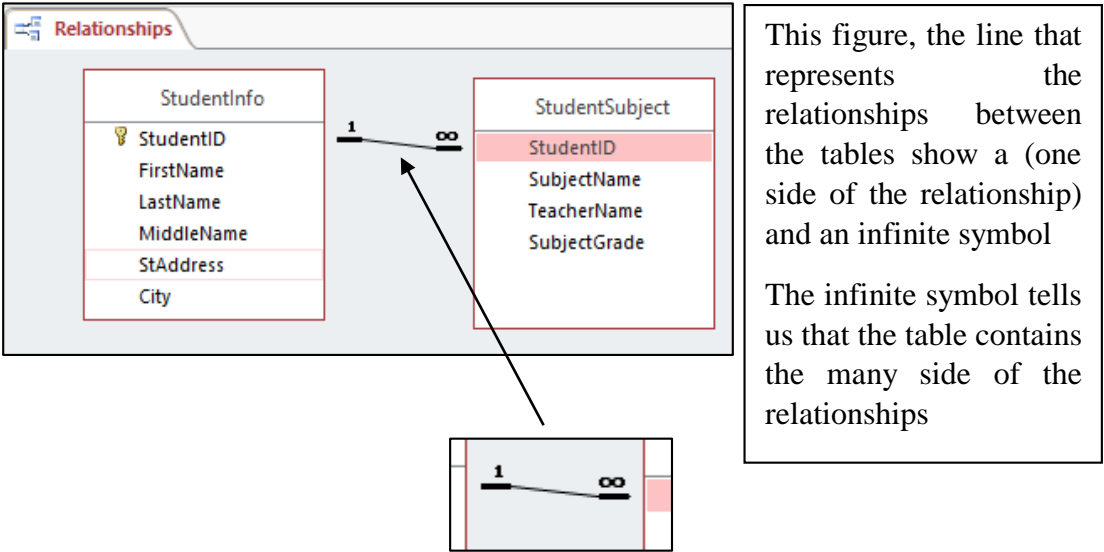 Relationships
StudentInfo
StudentID
FirstName
LastName
MiddleName
StAddress
City
1 ∞
StudentSubject
StudentID
SubjectName
TeacherName
SubjectGrade
1 ∞
This figure, the line that
represents the
relationships between
the tables show a (one
side of the relationship)
and an infinite symbol
The infinite symbol tells
us that the table contains
the many side of the
relationships